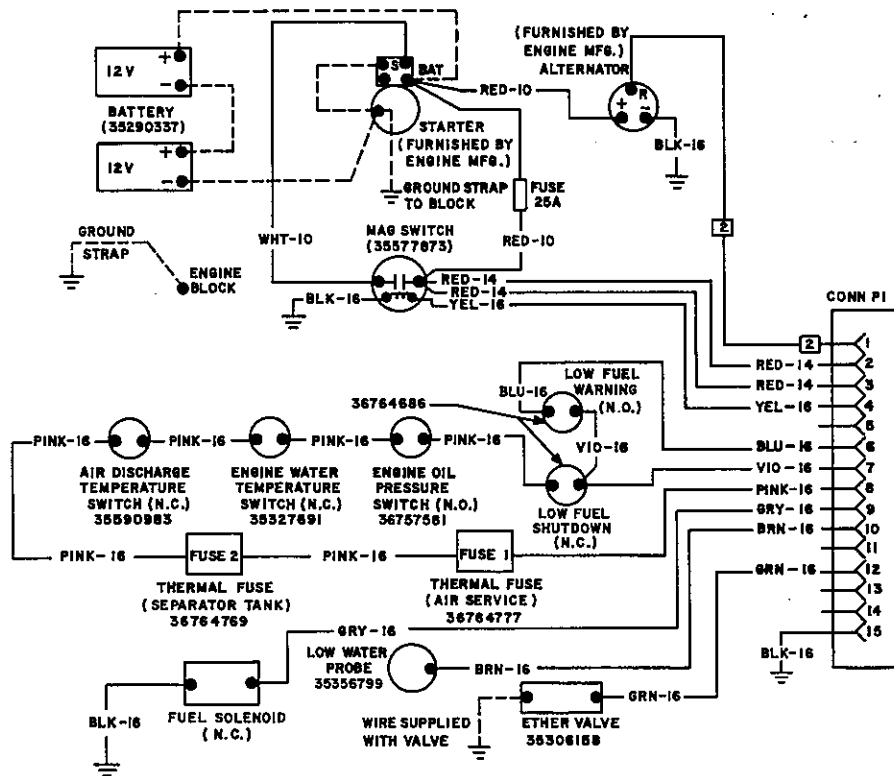 12V
+
-
BATTERY
(35290337)
12V
+
-
S
BAT
STARTER
(FURNISHED BY
ENGINE MFG.)
RED-10
(FURNISHED BY
ENGINE MFG.)
ALTERNATOR
R
+
-
BLK-16
GROUND STRAP
TO BLOCK
FUSE
25A
RED-10
2
GROUND
STRAP
ENGINE
BLOCK
WHT-10
MAG SWITCH
(35577873)
BLK-16
RED-14
RED-14
YEL-16
CONN P1
2
1
RED-14
2
RED-14
3
YEL-16
4
5
BLU-16
6
VIO-16
7
PINK-16
8
GRY-16
9
BRN-16
10
11
GRN-16
12
13
14
15
BLK-16
36764686
BLU-16
LOW FUEL
WARNING
(N.O.)
VIO-16
PINK-16
PINK-16
PINK-16
PINK-16
AIR DISCHARGE
TEMPERATURE
SWITCH (N.C.)
35590983
ENGINE WATER
TEMPERATURE
SWITCH (N.C.)
35327691
ENGINE OIL
PRESSURE
SWITCH (N.O.)
36757561
LOW FUEL
SHUTDOWN
(N.C.)
PINK-16
FUSE 2
PINK-16
FUSE 1
THERMAL FUSE
(SEPARATOR TANK)
36764769
THERMAL FUSE
(AIR SERVICE)
36764777
GRY-16
LOW WATER
PROBE
35356799
BRN-16
BLK-16
FUEL SOLENOID
(N.C.)
WIRE SUPPLIED
WITH VALVE
ETHER VALVE
35306158
GRN-16